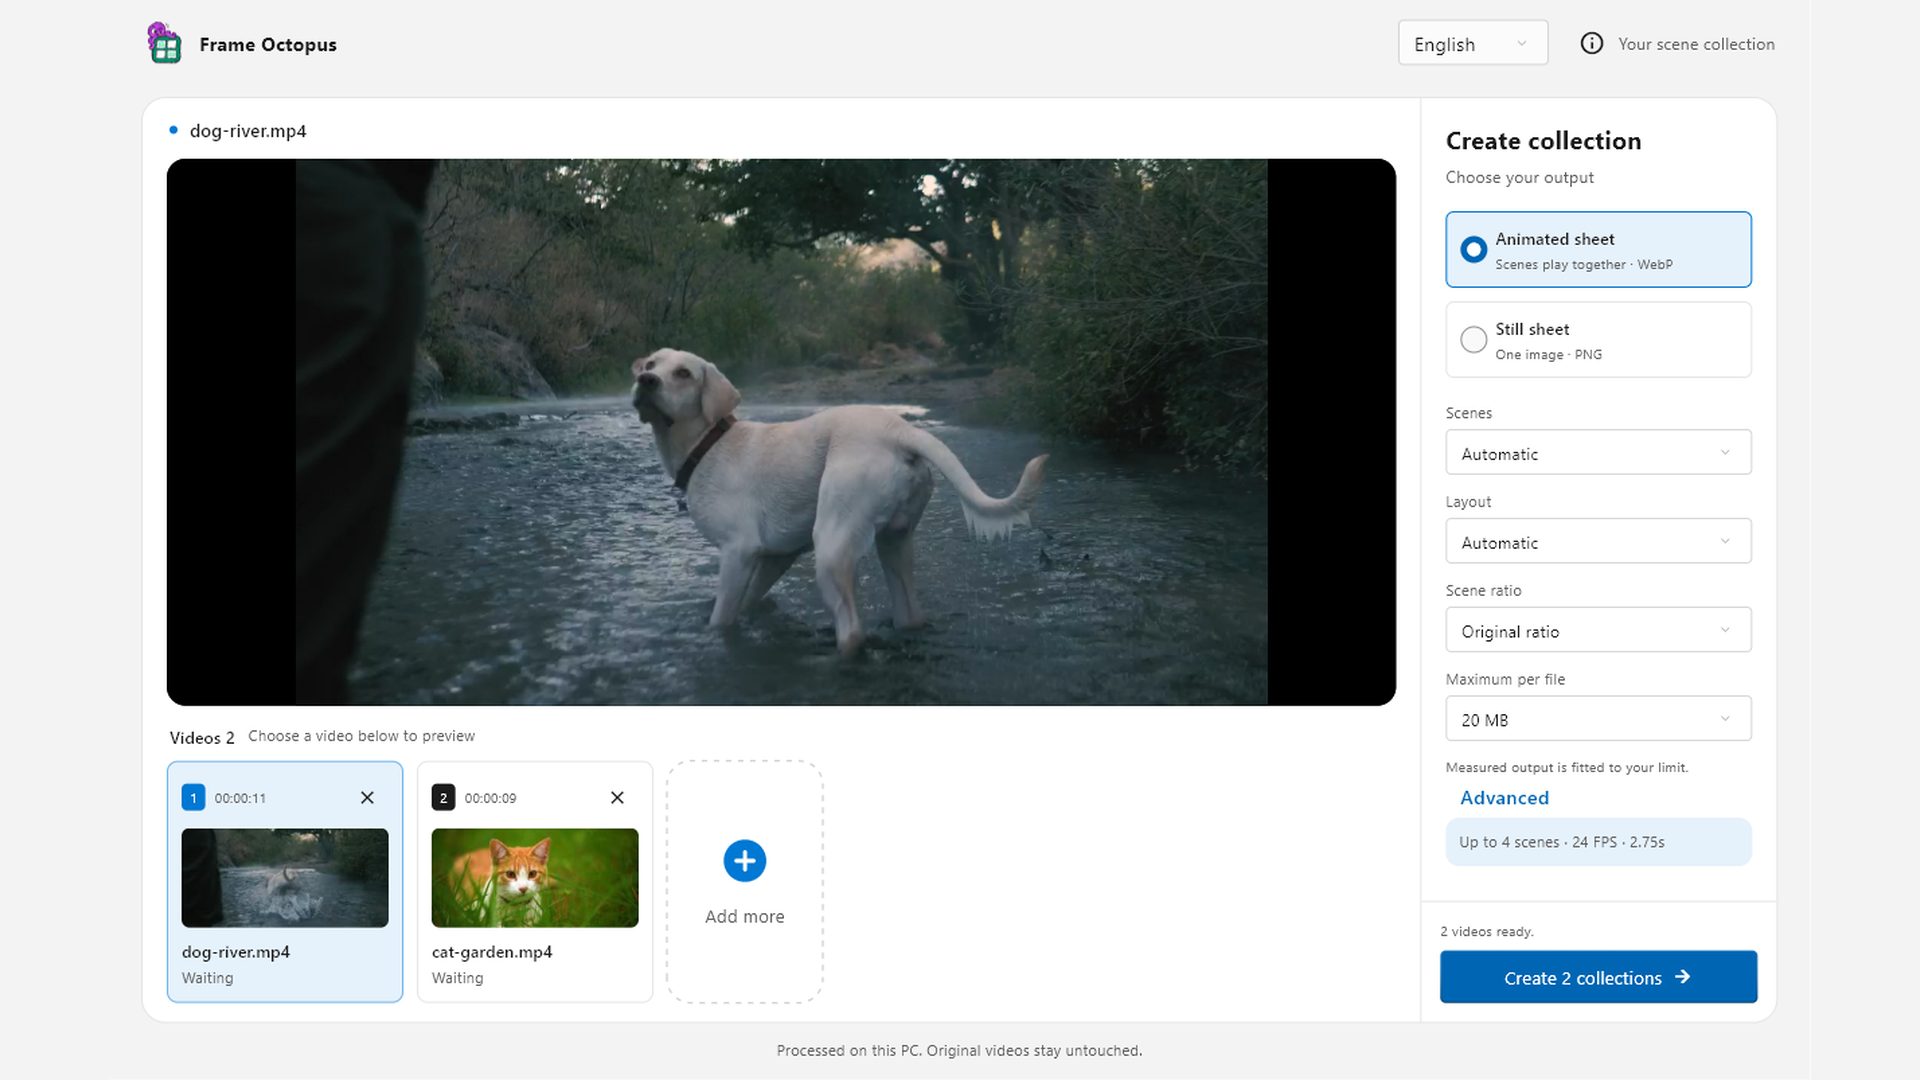 Frame Octopus
English
Your scene collection
dog-river.mp4
Videos 2
Choose a video below to preview
1
00:00:11
dog-river.mp4
Waiting
2
00:00:09
cat-garden.mp4
Waiting
Add more
Create collection
Choose your output
Animated sheet
Scenes play together · WebP
Still sheet
One image · PNG
Scenes
Automatic
Layout
Automatic
Scene ratio
Original ratio
Maximum per file
20 MB
Measured output is fitted to your limit.
Advanced
Up to 4 scenes · 24 FPS · 2.75s
2 videos ready.
Create 2 collections
Processed on this PC. Original videos stay untouched.